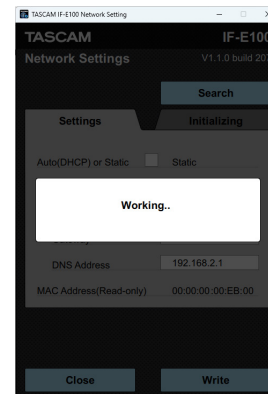 TASCAM IF-E100 Network Setting
TASCAM IF-E100
Network Settings V1.1.0 build
Search
Settings Initializing
Auto(DHCP) or Static Static
Working..
DNS Address 192.168.2.1
MAC Address(Read-only) 00:00:00:00:EB:00
Close Write